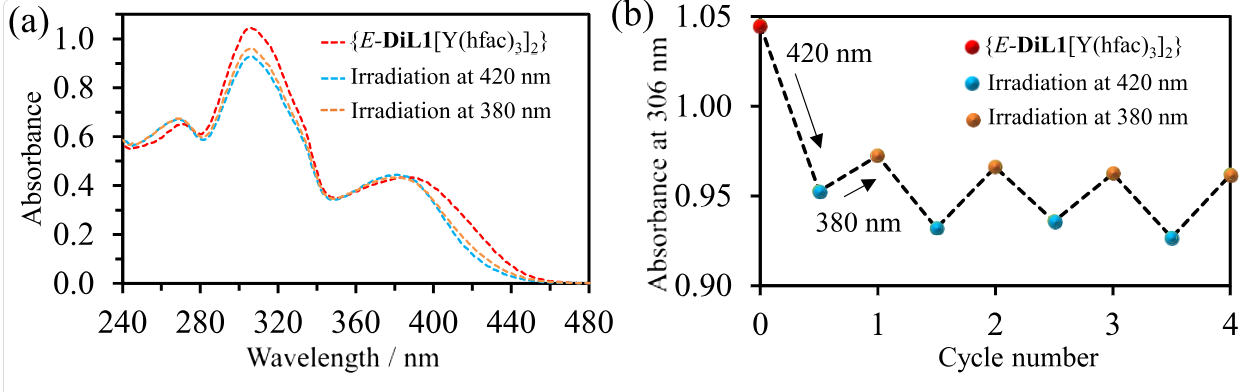 (a)
Absorbance
1.0
0.8
0.6
0.4
0.2
0.0
240 280 320 360 400 440 480
Wavelength / nm
{E-DiL1[Y(hfac)₃]₂}
Irradiation at 420 nm
Irradiation at 380 nm
(b)
Absorbance at 306 nm
1.05
1.00
0.95
0.90
0 1 2 3 4
Cycle number
420 nm
380 nm
{E-DiL1[Y(hfac)₃]₂}
Irradiation at 420 nm
Irradiation at 380 nm